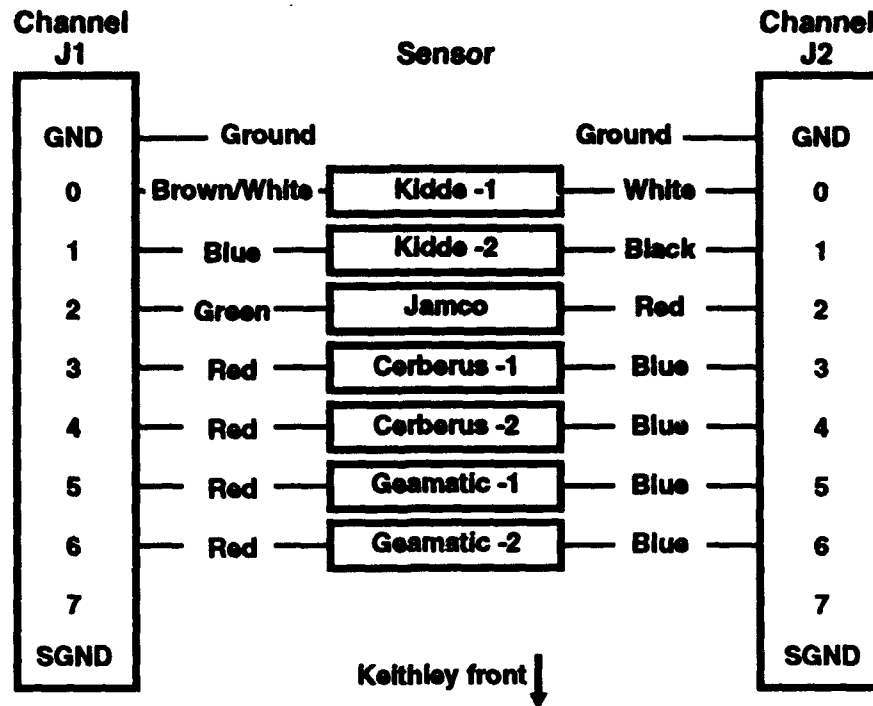 Channel J1 Sensor Channel J2
GND Ground Ground GND
0 Brown/White Kidde -1 White 0
1 Blue Kidde -2 Black 1
2 Green Jamco Red 2
3 Red Cerberus -1 Blue 3
4 Red Cerberus -2 Blue 4
5 Red Geamatic -1 Blue 5
6 Red Geamatic -2 Blue 6
7 7
SGND SGND
Keithley front